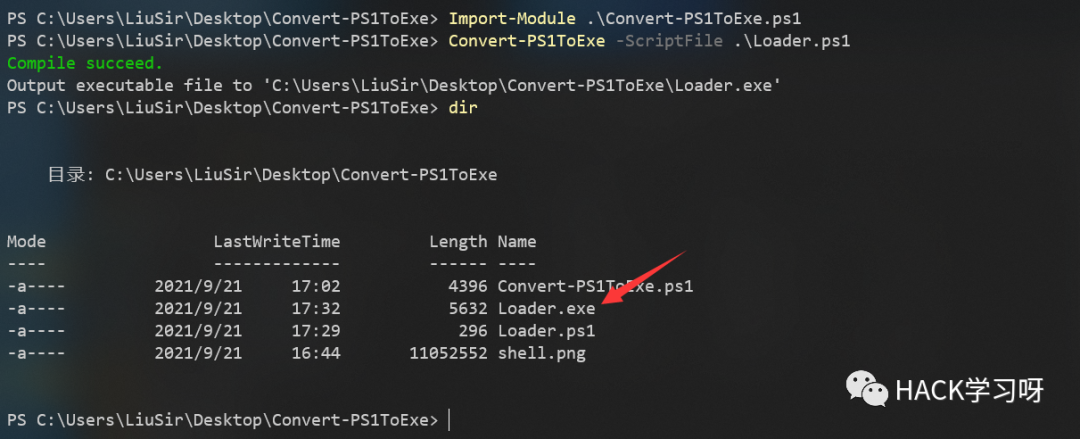 PS C:\Users\LiuSir\Desktop\Convert-PS1ToExe> Import-Module .\Convert-PS1ToExe.ps1
PS C:\Users\LiuSir\Desktop\Convert-PS1ToExe> Convert-PS1ToExe -ScriptFile .\Loader.ps1
Compile succeed.
Output executable file to 'C:\Users\LiuSir\Desktop\Convert-PS1ToExe\Loader.exe'
PS C:\Users\LiuSir\Desktop\Convert-PS1ToExe> dir
目录: C:\Users\LiuSir\Desktop\Convert-PS1ToExe
Mode LastWriteTime Length Name
---- ------------- ------ ----
-a---- 2021/9/21 17:02 4396 Convert-PS1ToExe.ps1
-a---- 2021/9/21 17:32 5632 Loader.exe
-a---- 2021/9/21 17:29 296 Loader.ps1
-a---- 2021/9/21 16:44 11052552 shell.png
HACK学习呀
PS C:\Users\LiuSir\Desktop\Convert-PS1ToExe>